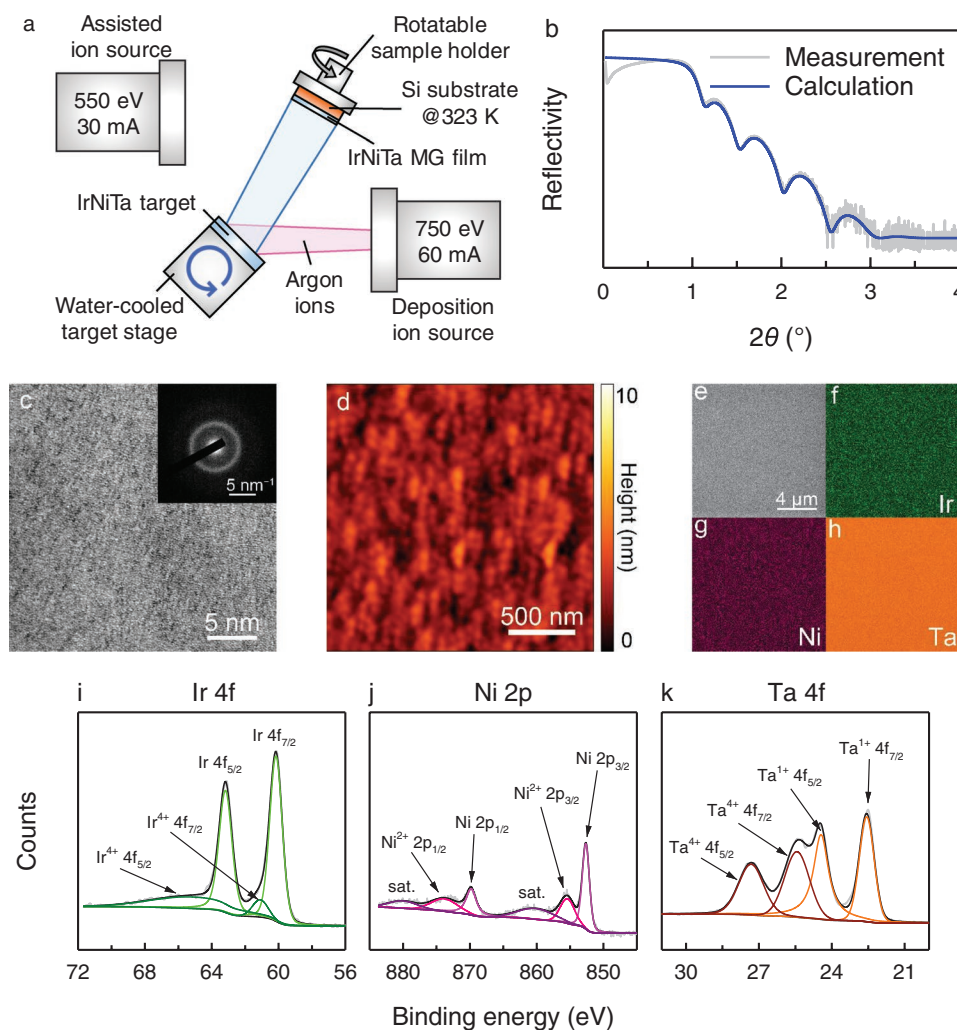 a
Assisted
ion source
550 eV
30 mA
Rotatable
sample holder
Si substrate
@323 K
IrNiTa MG film
IrNiTa target
750 eV
60 mA
Argon
ions
Water-cooled
target stage
Deposition
ion source
b
Measurement
Calculation
Reflectivity
0 1 2 3 4
2θ (°)
c
5 nm⁻¹
5 nm
d
500 nm
10
Height (nm)
0
e
4 µm
f
Ir
g
Ni
h
Ta
i
Ir 4f
Ir 4f7/2
Ir 4f5/2
Ir⁴⁺ 4f7/2
Ir⁴⁺ 4f5/2
72 68 64 60 56
j
Ni 2p
Ni 2p3/2
Ni²⁺ 2p3/2
Ni 2p1/2
Ni²⁺ 2p1/2
sat.
sat.
880 870 860 850
k
Ta 4f
Ta¹⁺ 4f7/2
Ta¹⁺ 4f5/2
Ta⁴⁺ 4f7/2
Ta⁴⁺ 4f5/2
30 27 24 21
Counts
Binding energy (eV)